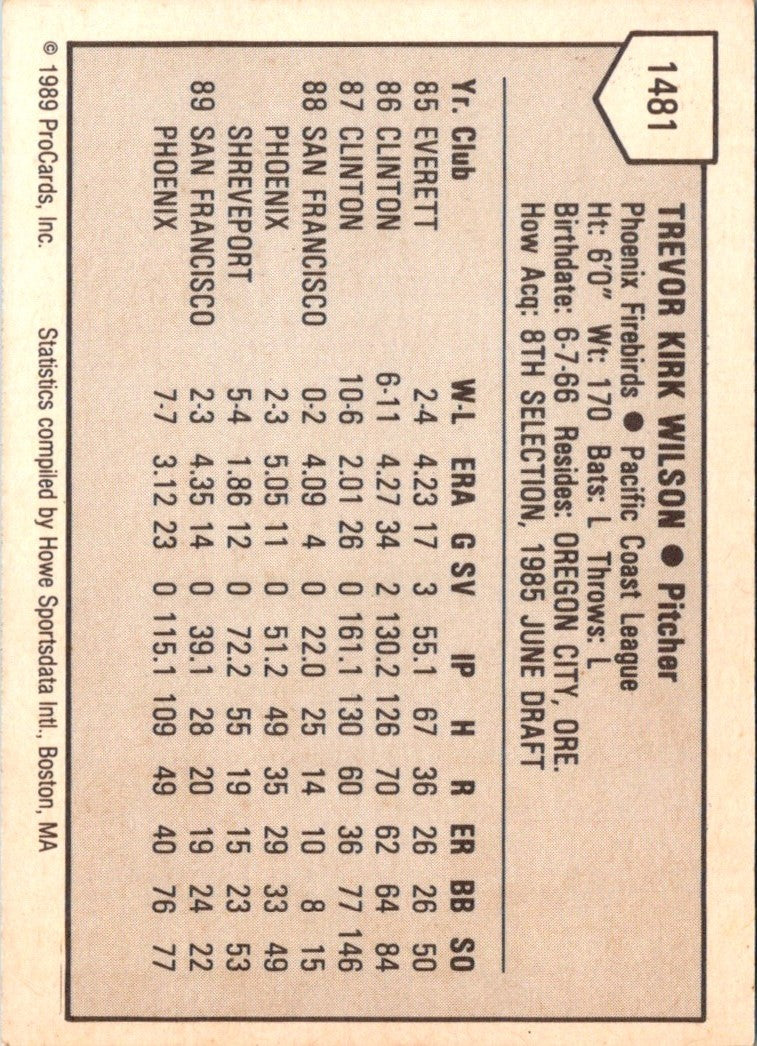 1481
TREVOR KIRK WILSON ● Pitcher
Phoenix Firebirds ● Pacific Coast League
Ht: 6'0" Wt: 170 Bats: L Throws: L
Birthdate: 6-7-66 Resides: OREGON CITY, ORE.
How Acq: 8TH SELECTION, 1985 JUNE DRAFT
Yr. Club W-L ERA G SV IP H R ER BB SO
85 EVERETT 2-4 4.23 17 3 55.1 67 36 26 26 50
86 CLINTON 6-11 4.27 34 2 130.2 126 70 62 64 84
87 CLINTON 10-6 2.01 26 0 161.1 130 60 36 77 146
88 SAN FRANCISCO 0-2 4.09 4 0 22.0 25 14 10 8 15
PHOENIX 2-3 5.05 11 0 51.2 49 35 29 33 49
SHREVEPORT 5-4 1.86 12 0 72.2 55 19 15 23 53
89 SAN FRANCISCO 2-3 4.35 14 0 39.1 28 20 19 24 22
PHOENIX 7-7 3.12 23 0 115.1 109 49 40 76 77
© 1989 ProCards, Inc. Statistics compiled by Howe Sportsdata Intl., Boston, MA